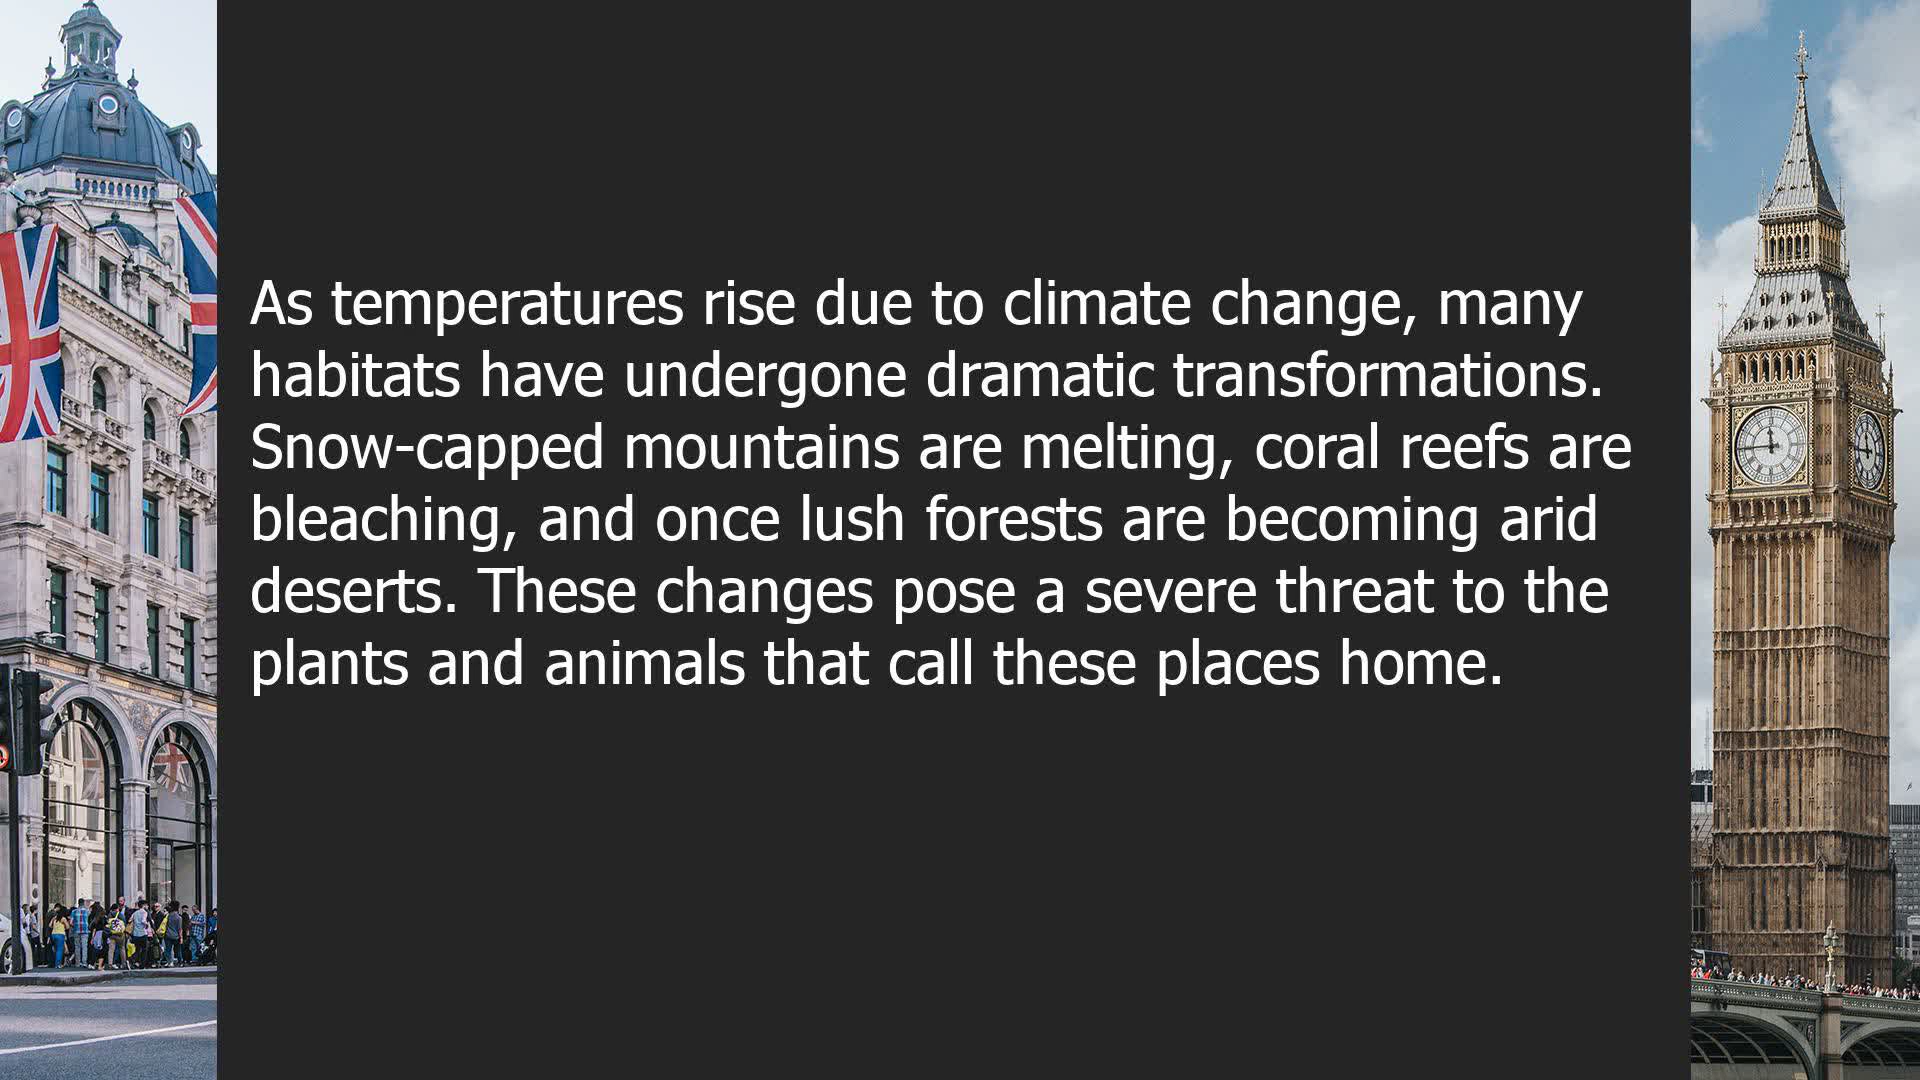 As temperatures rise due to climate change, many
habitats have undergone dramatic transformations.
Snow-capped mountains are melting, coral reefs are
bleaching, and once lush forests are becoming arid
deserts. These changes pose a severe threat to the
plants and animals that call these places home.